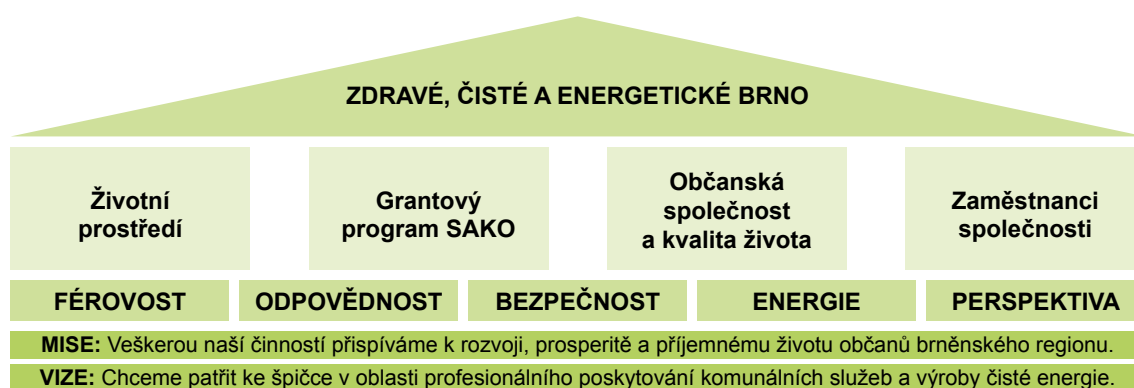 ZDRAVÉ, ČISTÉ A ENERGETICKÉ BRNO
Životní
prostředí
Grantový
program SAKO
Občanská
společnost
a kvalita života
Zaměstnanci
společnosti
FÉROVOST
ODPOVĚDNOST
BEZPEČNOST
ENERGIE
PERSPEKTIVA
MISE: Veškerou naší činností přispíváme k rozvoji, prosperitě a příjemnému životu občanů brněnského regionu.
VIZE: Chceme patřit ke špičce v oblasti profesionálního poskytování komunálních služeb a výroby čisté energie.